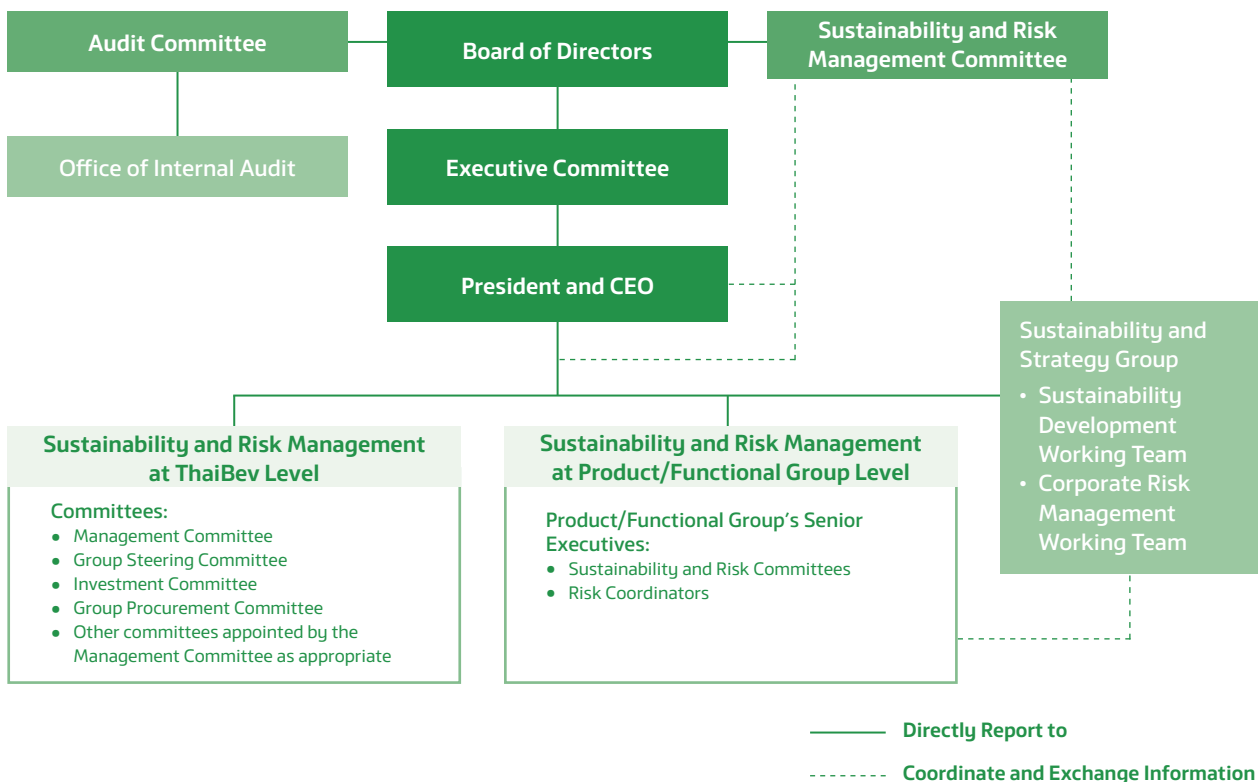 Audit Committee
Board of Directors
Sustainability and Risk
Management Committee
Office of Internal Audit
Executive Committee
President and CEO
Sustainability and
Strategy Group
• Sustainability
Development
Working Team
• Corporate Risk
Management
Working Team
Sustainability and Risk Management
at ThaiBev Level
Committees:
• Management Committee
• Group Steering Committee
• Investment Committee
• Group Procurement Committee
• Other committees appointed by the
Management Committee as appropriate
Sustainability and Risk Management
at Product/Functional Group Level
Product/Functional Group's Senior
Executives:
• Sustainability and Risk Committees
• Risk Coordinators
Directly Report to
Coordinate and Exchange Information